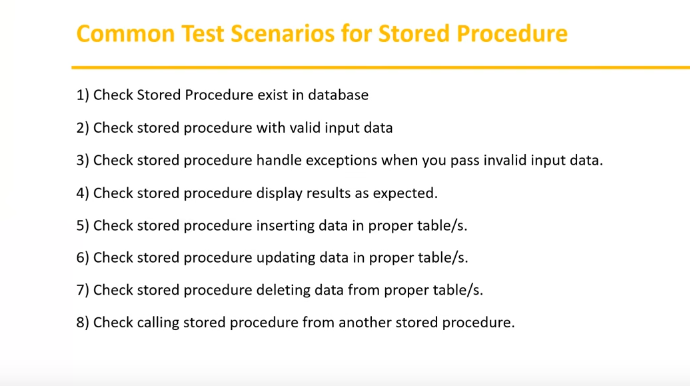 Common Test Scenarios for Stored Procedure
1) Check Stored Procedure exist in database
2) Check stored procedure with valid input data
3) Check stored procedure handle exceptions when you pass invalid input data.
4) Check stored procedure display results as expected.
5) Check stored procedure inserting data in proper table/s.
6) Check stored procedure updating data in proper table/s.
7) Check stored procedure deleting data from proper table/s.
8) Check calling stored procedure from another stored procedure.